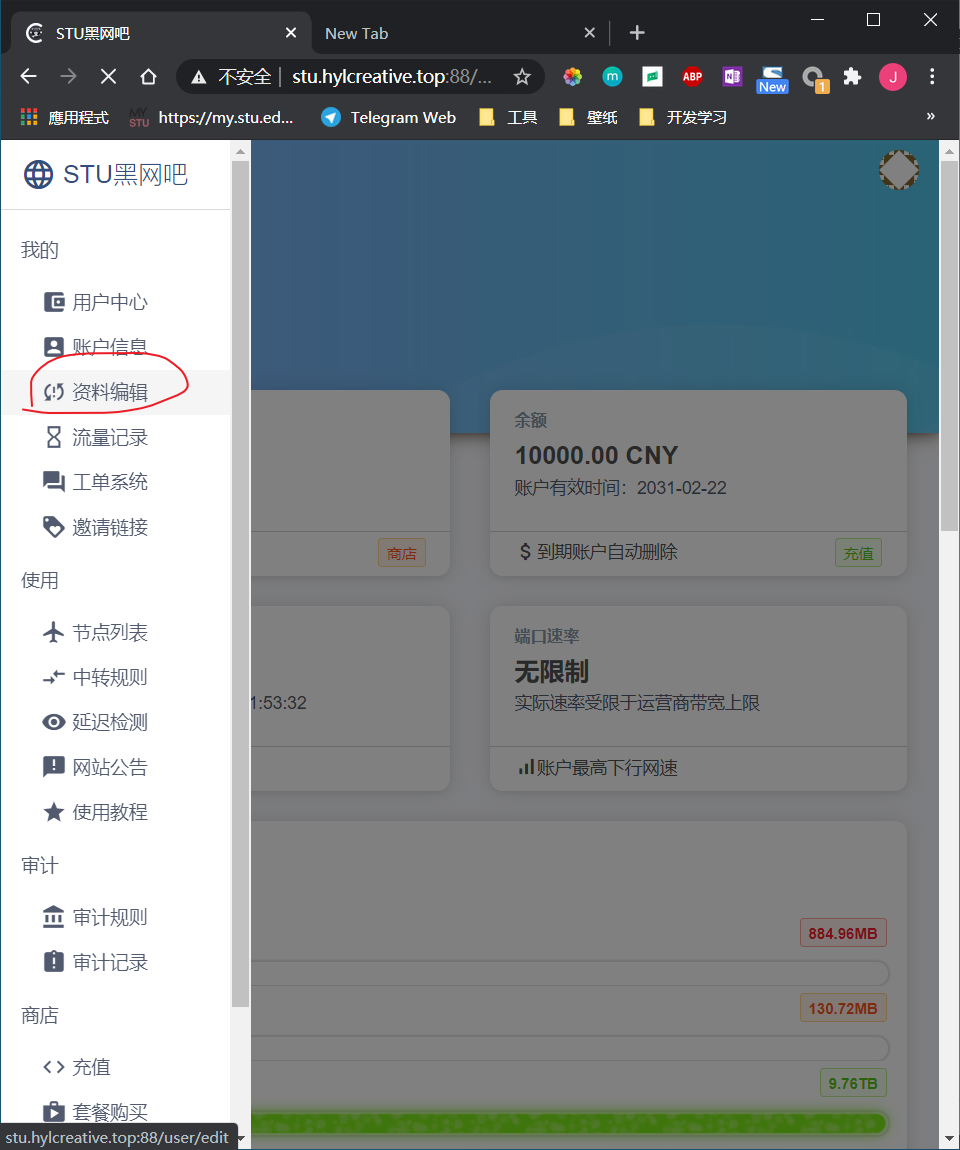 STU黑网吧
New Tab
不安全 stu.hylcreative.top:88/...
ABP
N
New
1
J
應用程式
MY STU
https://my.stu.ed...
Telegram Web
工具
壁纸
开发学习
»
STU黑网吧
我的
用户中心
账户信息
资料编辑
流量记录
工单系统
邀请链接
使用
节点列表
中转规则
延迟检测
网站公告
使用教程
审计
审计规则
审计记录
商店
充值
套餐购买
商店
余额
10000.00 CNY
账户有效时间：2031-02-22
$ 到期账户自动删除
充值
1:53:32
端口速率
无限制
实际速率受限于运营商带宽上限
账户最高下行网速
884.96MB
130.72MB
9.76TB
stu.hylcreative.top:88/user/edit